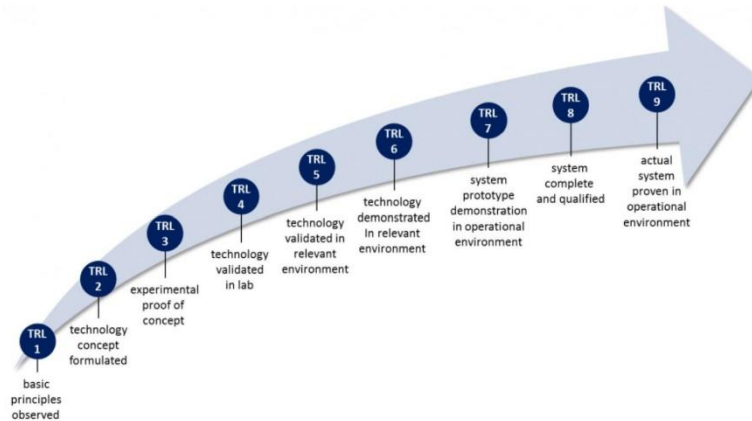 TRL
1
basic
principles
observed
TRL
2
technology
concept
formulated
TRL
3
experimental
proof of
concept
TRL
4
technology
validated
in lab
TRL
5
technology
validated in
relevant
environment
TRL
6
technology
demonstrated
In relevant
environment
TRL
7
system
prototype
demonstration
in operational
environment
TRL
8
system
complete
and qualified
TRL
9
actual
system
proven in
operational
environment